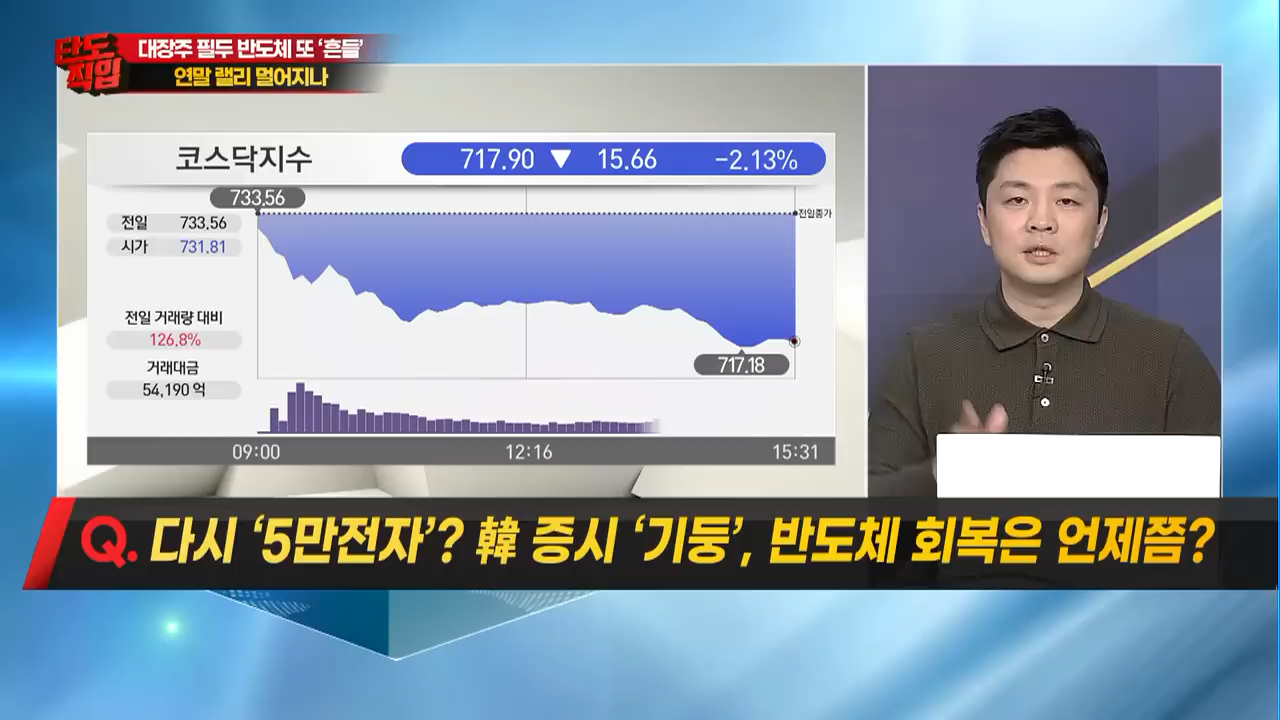 단도
직입
대장주 필두 반도체 또 ‘흔들’
연말 랠리 멀어지나
코스닥지수
717.90 ▼ 15.66 -2.13%
733.56
전일종가
전일 733.56
시가 731.81
전일 거래량 대비
126.8%
거래대금
54,190 억
717.18
09:00 12:16 15:31
Q. 다시 ‘5만전자’? 韓 증시 ‘기둥’, 반도체 회복은 언제쯤?